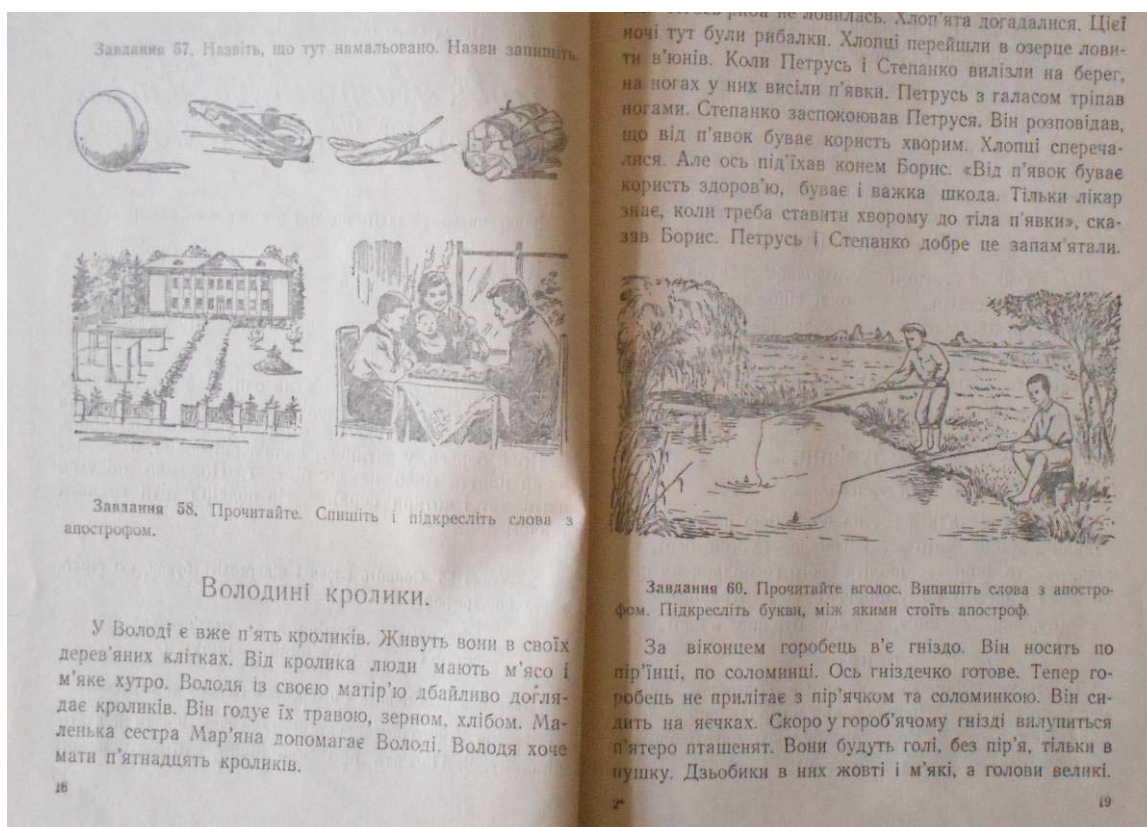 Завдання 57. Назвіть, що тут намальовано. Назви запишіть.
Завдання 58. Прочитайте. Спишіть і підкресліть слова з
апострофом.
Володині кролики.
У Володі є вже п'ять кроликів. Живуть вони в своїх
дерев'яних клітках. Від кролика люди мають м'ясо і
м'яке хутро. Володя із своєю матір'ю дбайливо догля-
дає кроликів. Він годує їх травою, зерном, хлібом. Ма-
ленька сестра Мар'яна допомагає Володі. Володя хоче
мати п'ятнадцять кроликів.
риба не ловилась. Хлоп'ята догадалися. Цієї
ночі тут були рибалки. Хлопці перейшли в озерце лови-
ти в'юнів. Коли Петрусь і Степанко вилізли на берег,
на ногах у них висіли п'явки. Петрусь з галасом тріпав
ногами. Степанко заспокоював Петруся. Він розповідав,
що від п'явок буває користь хворим. Хлопці спереча-
лися. Але ось під'їхав конем Борис. «Від п'явок буває
користь здоров'ю, буває і важка шкода. Тільки лікар
знає, коли треба ставити хворому до тіла п'явки», ска-
зав Борис. Петрусь і Степанко добре це запам'ятали.
Завдання 60. Прочитайте вголос. Випишіть слова з апостро-
фом. Підкресліть букви, між якими стоїть апостроф.
За віконцем горобець в'є гніздо. Він носить по
пір'їнці, по соломинці. Ось гніздечко готове. Тепер го-
робець не прилітає з пір'ячком та соломинкою. Він си-
дить на яєчках. Скоро у гороб'ячому гнізді вилупиться
п'ятеро пташенят. Вони будуть голі, без пір'я, тільки в
пушку. Дзьобики в них жовті і м'які, а голови великі.
2*
19